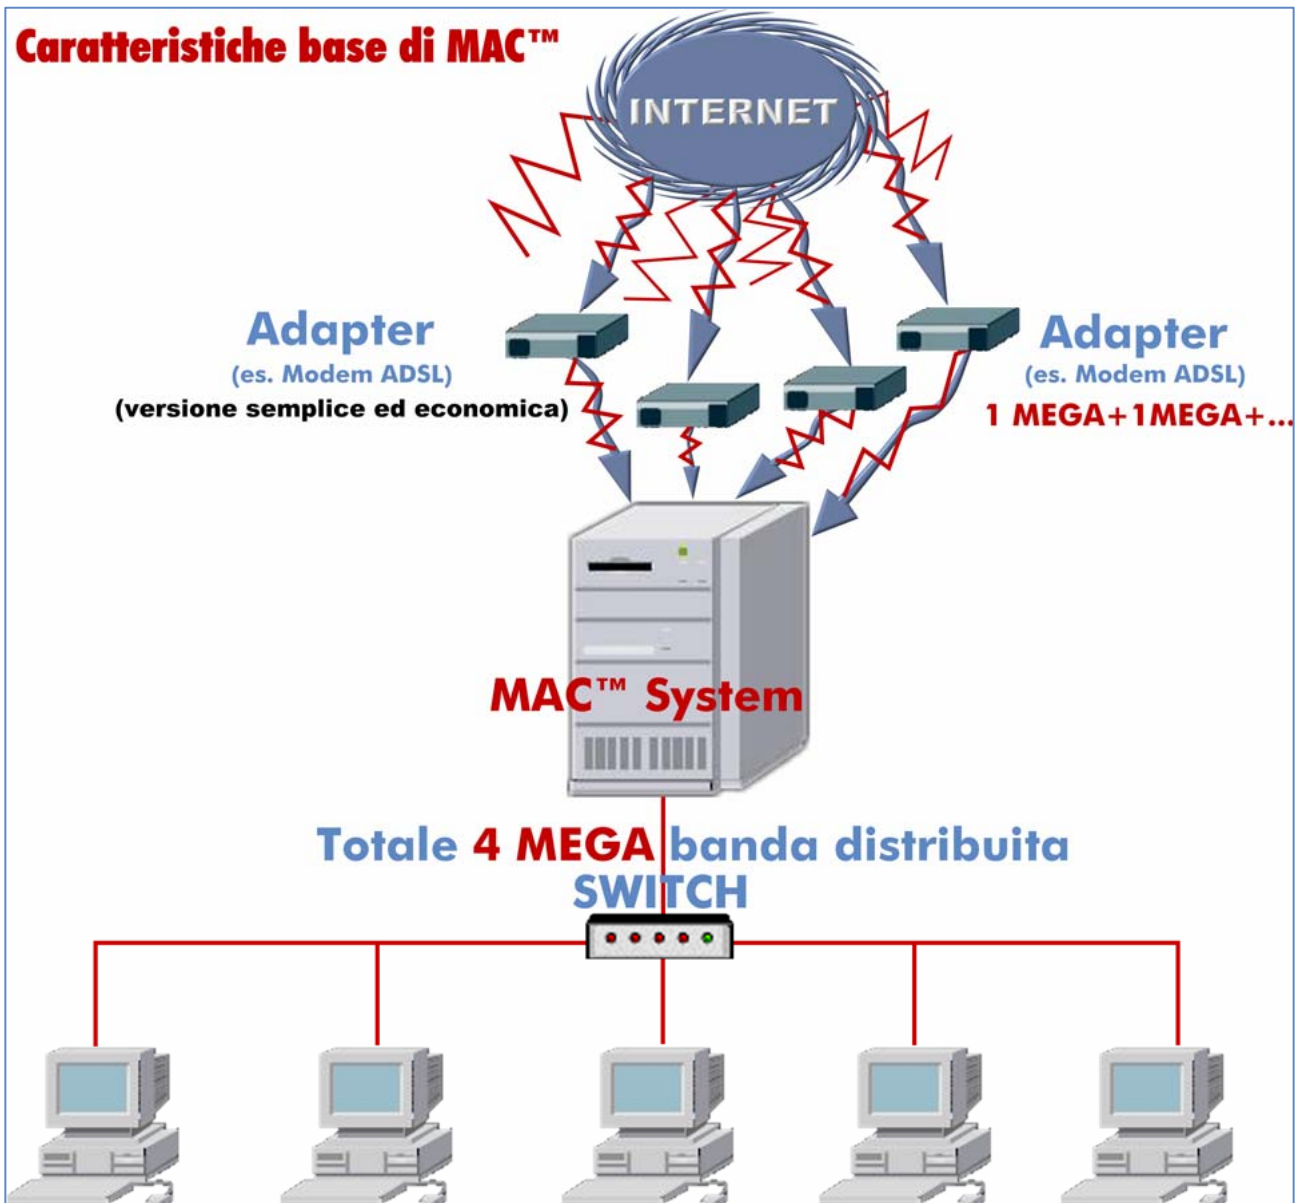 Caratteristiche base di MAC™
INTERNET
Adapter
(es. Modem ADSL)
(versione semplice ed economica)
Adapter
(es. Modem ADSL)
1 MEGA+1MEGA+...
MAC™ System
Totale 4 MEGA banda distribuita
SWITCH